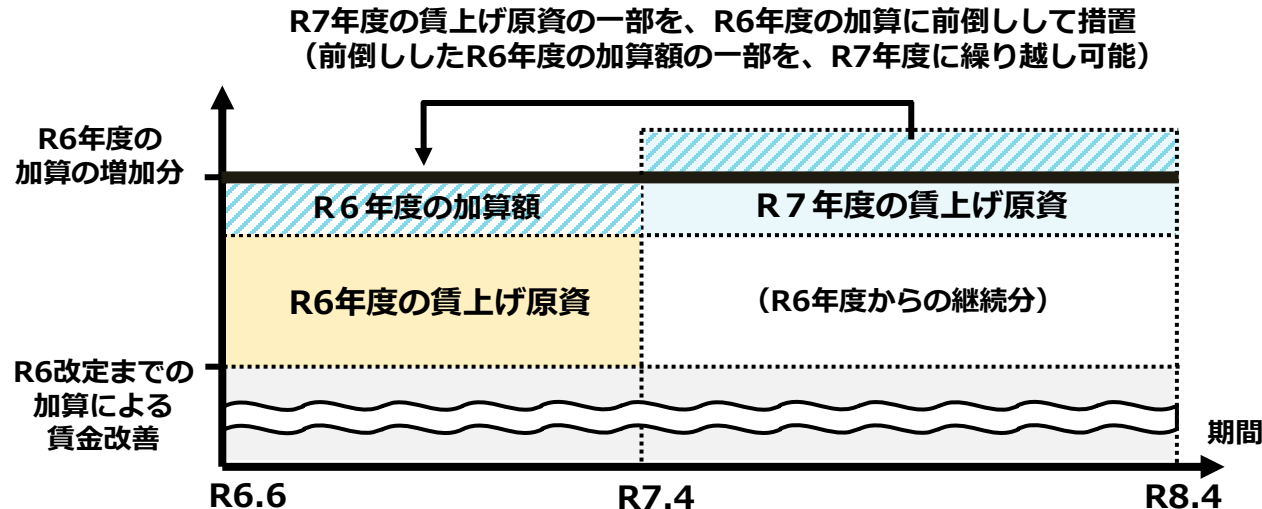 R7年度の賃上げ原資の一部を、R6年度の加算に前倒しして措置
（前倒ししたR6年度の加算額の一部を、R7年度に繰り越し可能）
R6年度の
加算の増加分
R６年度の加算額
R７年度の賃上げ原資
R6年度の賃上げ原資
（R6年度からの継続分）
R6改定までの
加算による
賃金改善
期間
R6.6
R7.4
R8.4